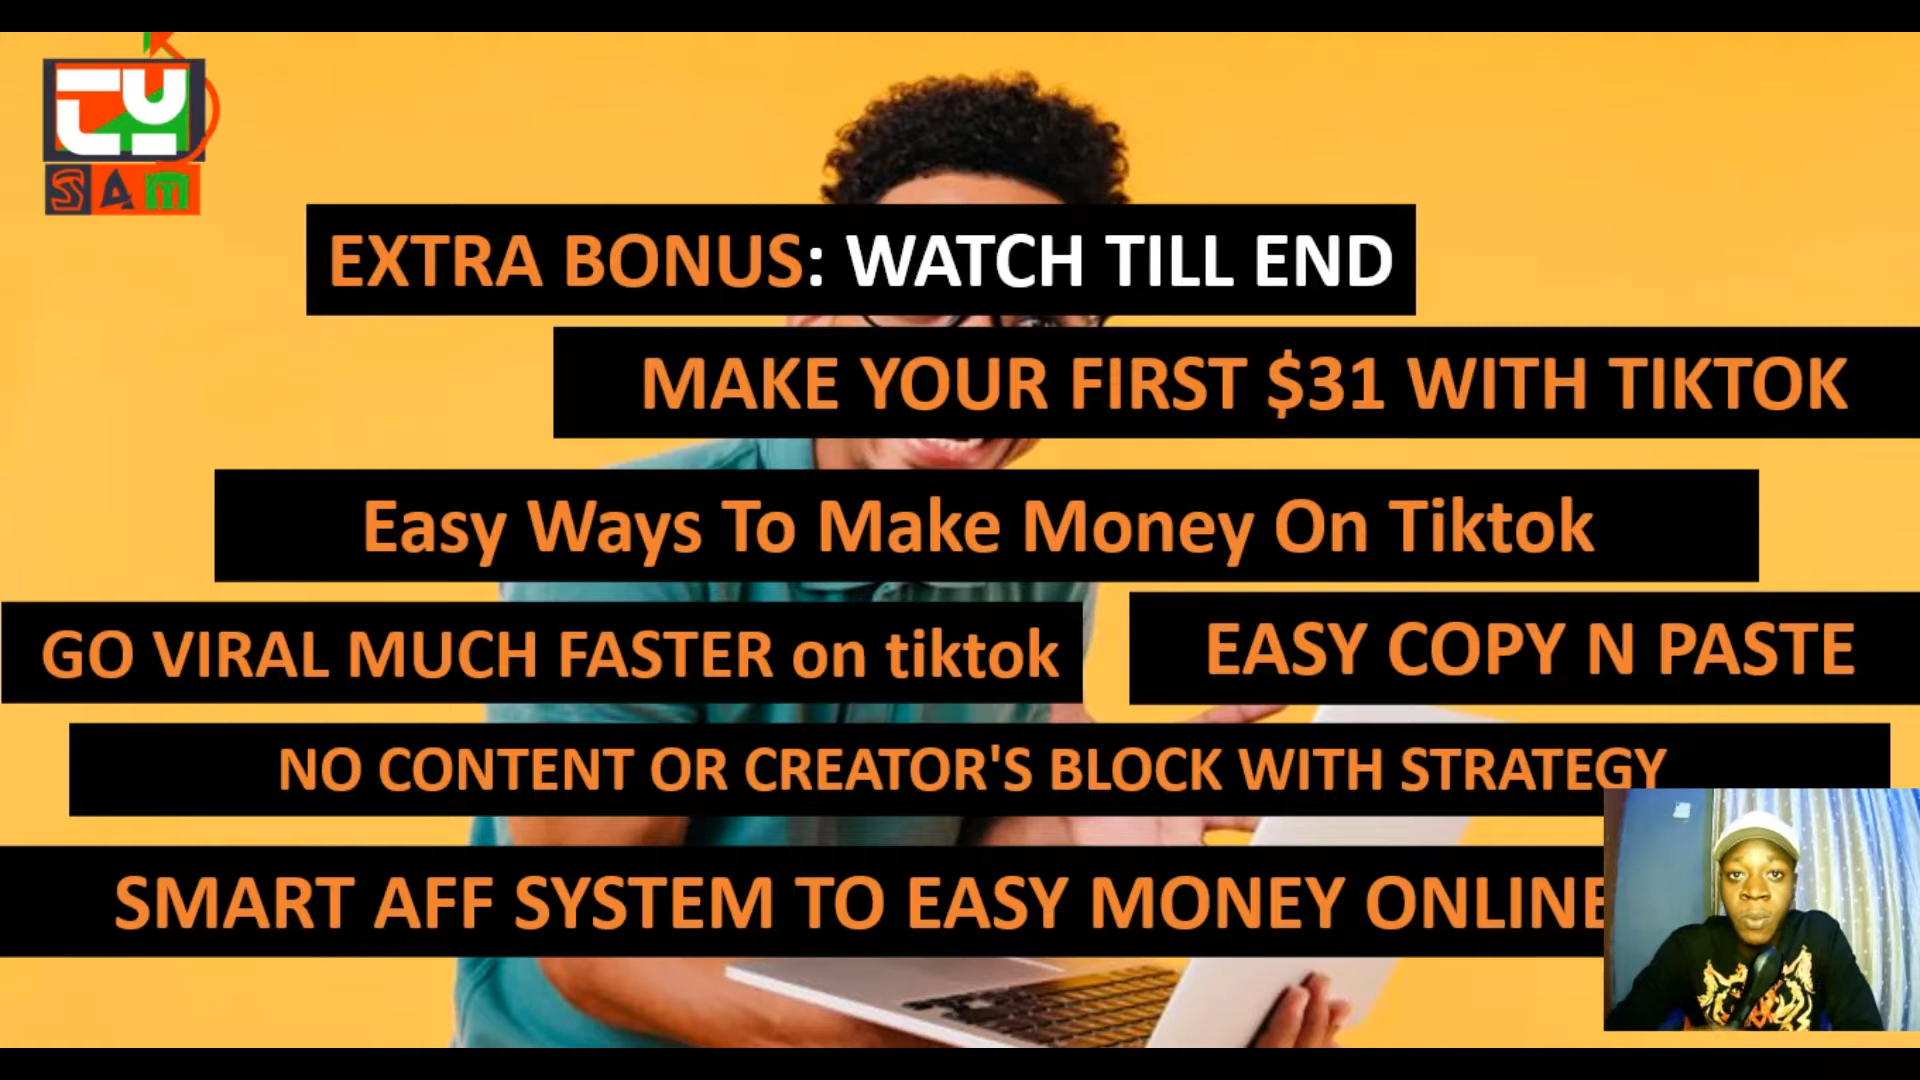 SAM
EXTRA BONUS: WATCH TILL END
MAKE YOUR FIRST $31 WITH TIKTOK
Easy Ways To Make Money On Tiktok
GO VIRAL MUCH FASTER on tiktok
EASY COPY N PASTE
NO CONTENT OR CREATOR'S BLOCK WITH STRATEGY
SMART AFF SYSTEM TO EASY MONEY ONLINE